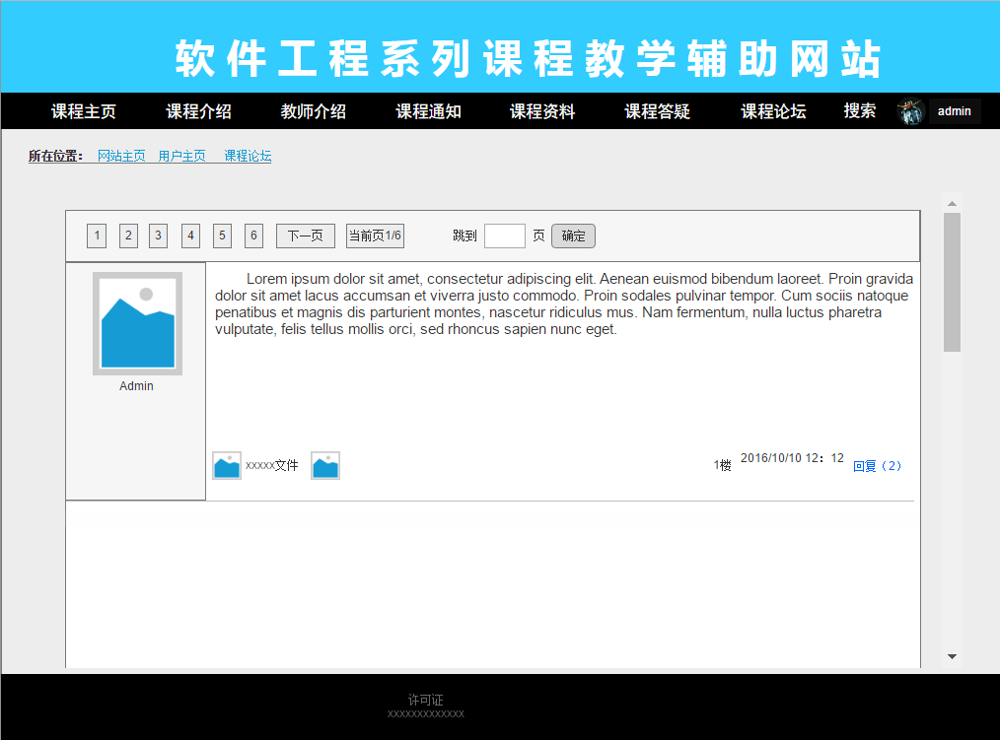 软件工程系列课程教学辅助网站
课程主页 课程介绍 教师介绍 课程通知 课程资料 课程答疑 课程论坛 搜索 admin
所在位置： 网站主页 用户主页 课程论坛
1 2 3 4 5 6 下一页 当前页1/6 跳到 页 确定
Lorem ipsum dolor sit amet, consectetur adipiscing elit. Aenean euismod bibendum laoreet. Proin gravida
dolor sit amet lacus accumsan et viverra justo commodo. Proin sodales pulvinar tempor. Cum sociis natoque
penatibus et magnis dis parturient montes, nascetur ridiculus mus. Nam fermentum, nulla luctus pharetra
vulputate, felis tellus mollis orci, sed rhoncus sapien nunc eget.
Admin
xxxxx文件 1楼 2016/10/10 12：12 回复（2）
许可证
xxxxxxxxxxxxx